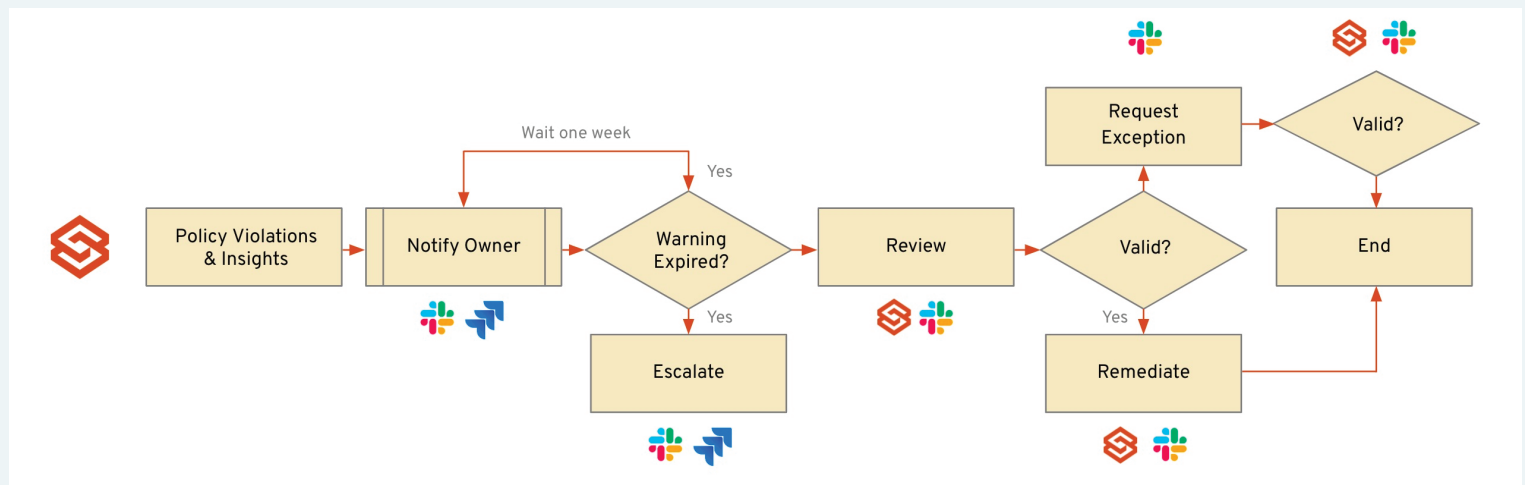 Wait one week
Yes
Policy Violations
& Insights
Notify Owner
Warning
Expired?
Yes
Escalate
Review
Valid?
Request
Exception
Valid?
Yes
Remediate
End